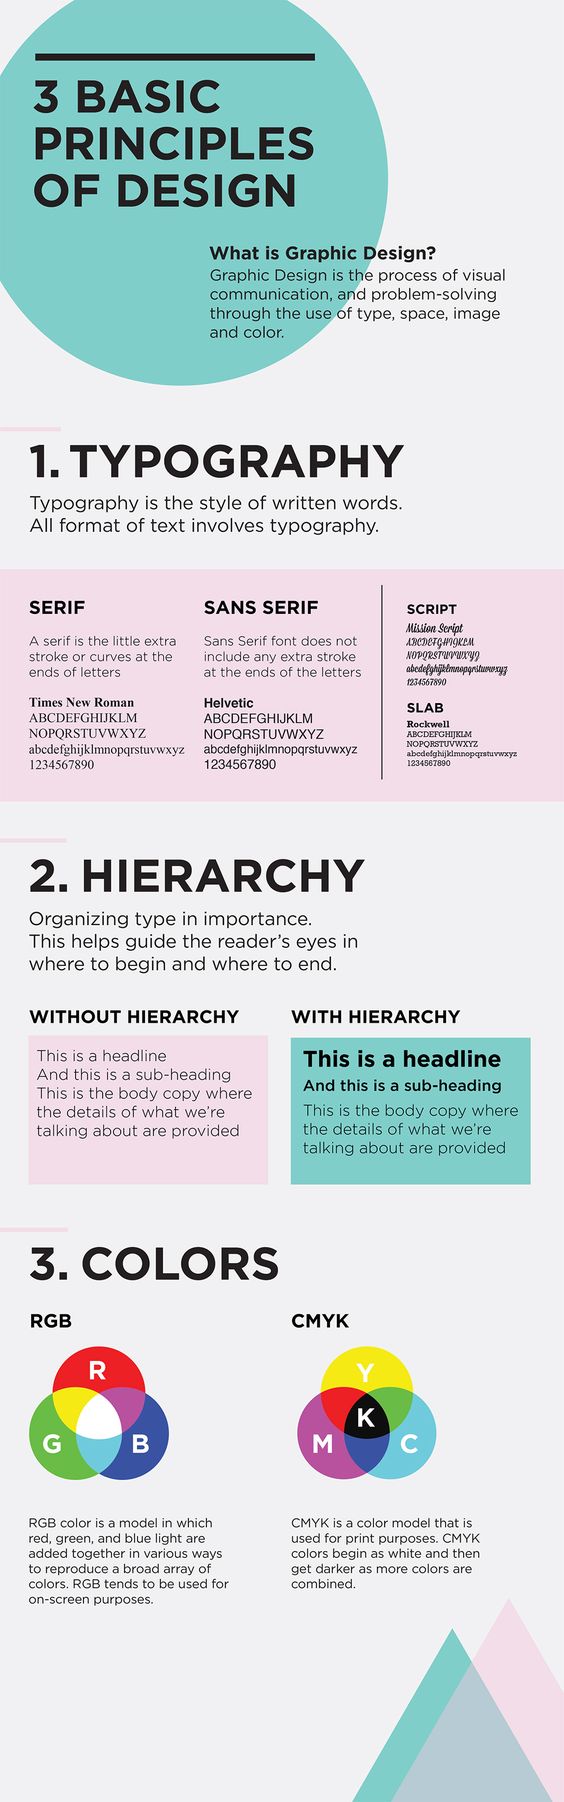 3 BASIC
PRINCIPLES
OF DESIGN
What is Graphic Design?
Graphic Design is the process of visual
communication, and problem-solving
through the use of type, space, image
and color.
1. TYPOGRAPHY
Typography is the style of written words.
All format of text involves typography.
SERIF
A serif is the little extra
stroke or curves at the
ends of letters
Times New Roman
ABCDEFGHIJKLM
NOPQRSTUVWXYZ
abcdefghijklmnopqrstuvwxyz
1234567890
SANS SERIF
Sans Serif font does not
include any extra stroke
at the ends of the letters
Helvetic
ABCDEFGHIJKLM
NOPQRSTUVWXYZ
abcdefghijklmnopqrstuvwxyz
1234567890
SCRIPT
Mission Script
ABCDEFGHIJKLM
NOPQRSTUVWXYZ
abcdefghijklmnopqrstuvwxyz
1234567890
SLAB
Rockwell
ABCDEFGHIJKLM
NOPQRSTUVWXYZ
abcdefghijklmnopqrstuvwxyz
1234567890
2. HIERARCHY
Organizing type in importance.
This helps guide the reader’s eyes in
where to begin and where to end.
WITHOUT HIERARCHY
This is a headline
And this is a sub-heading
This is the body copy where
the details of what we’re
talking about are provided
WITH HIERARCHY
This is a headline
And this is a sub-heading
This is the body copy where
the details of what we’re
talking about are provided
3. COLORS
RGB
R
G
B
RGB color is a model in which
red, green, and blue light are
added together in various ways
to reproduce a broad array of
colors. RGB tends to be used for
on-screen purposes.
CMYK
Y
K
M
C
CMYK is a color model that is
used for print purposes. CMYK
colors begin as white and then
get darker as more colors are
combined.